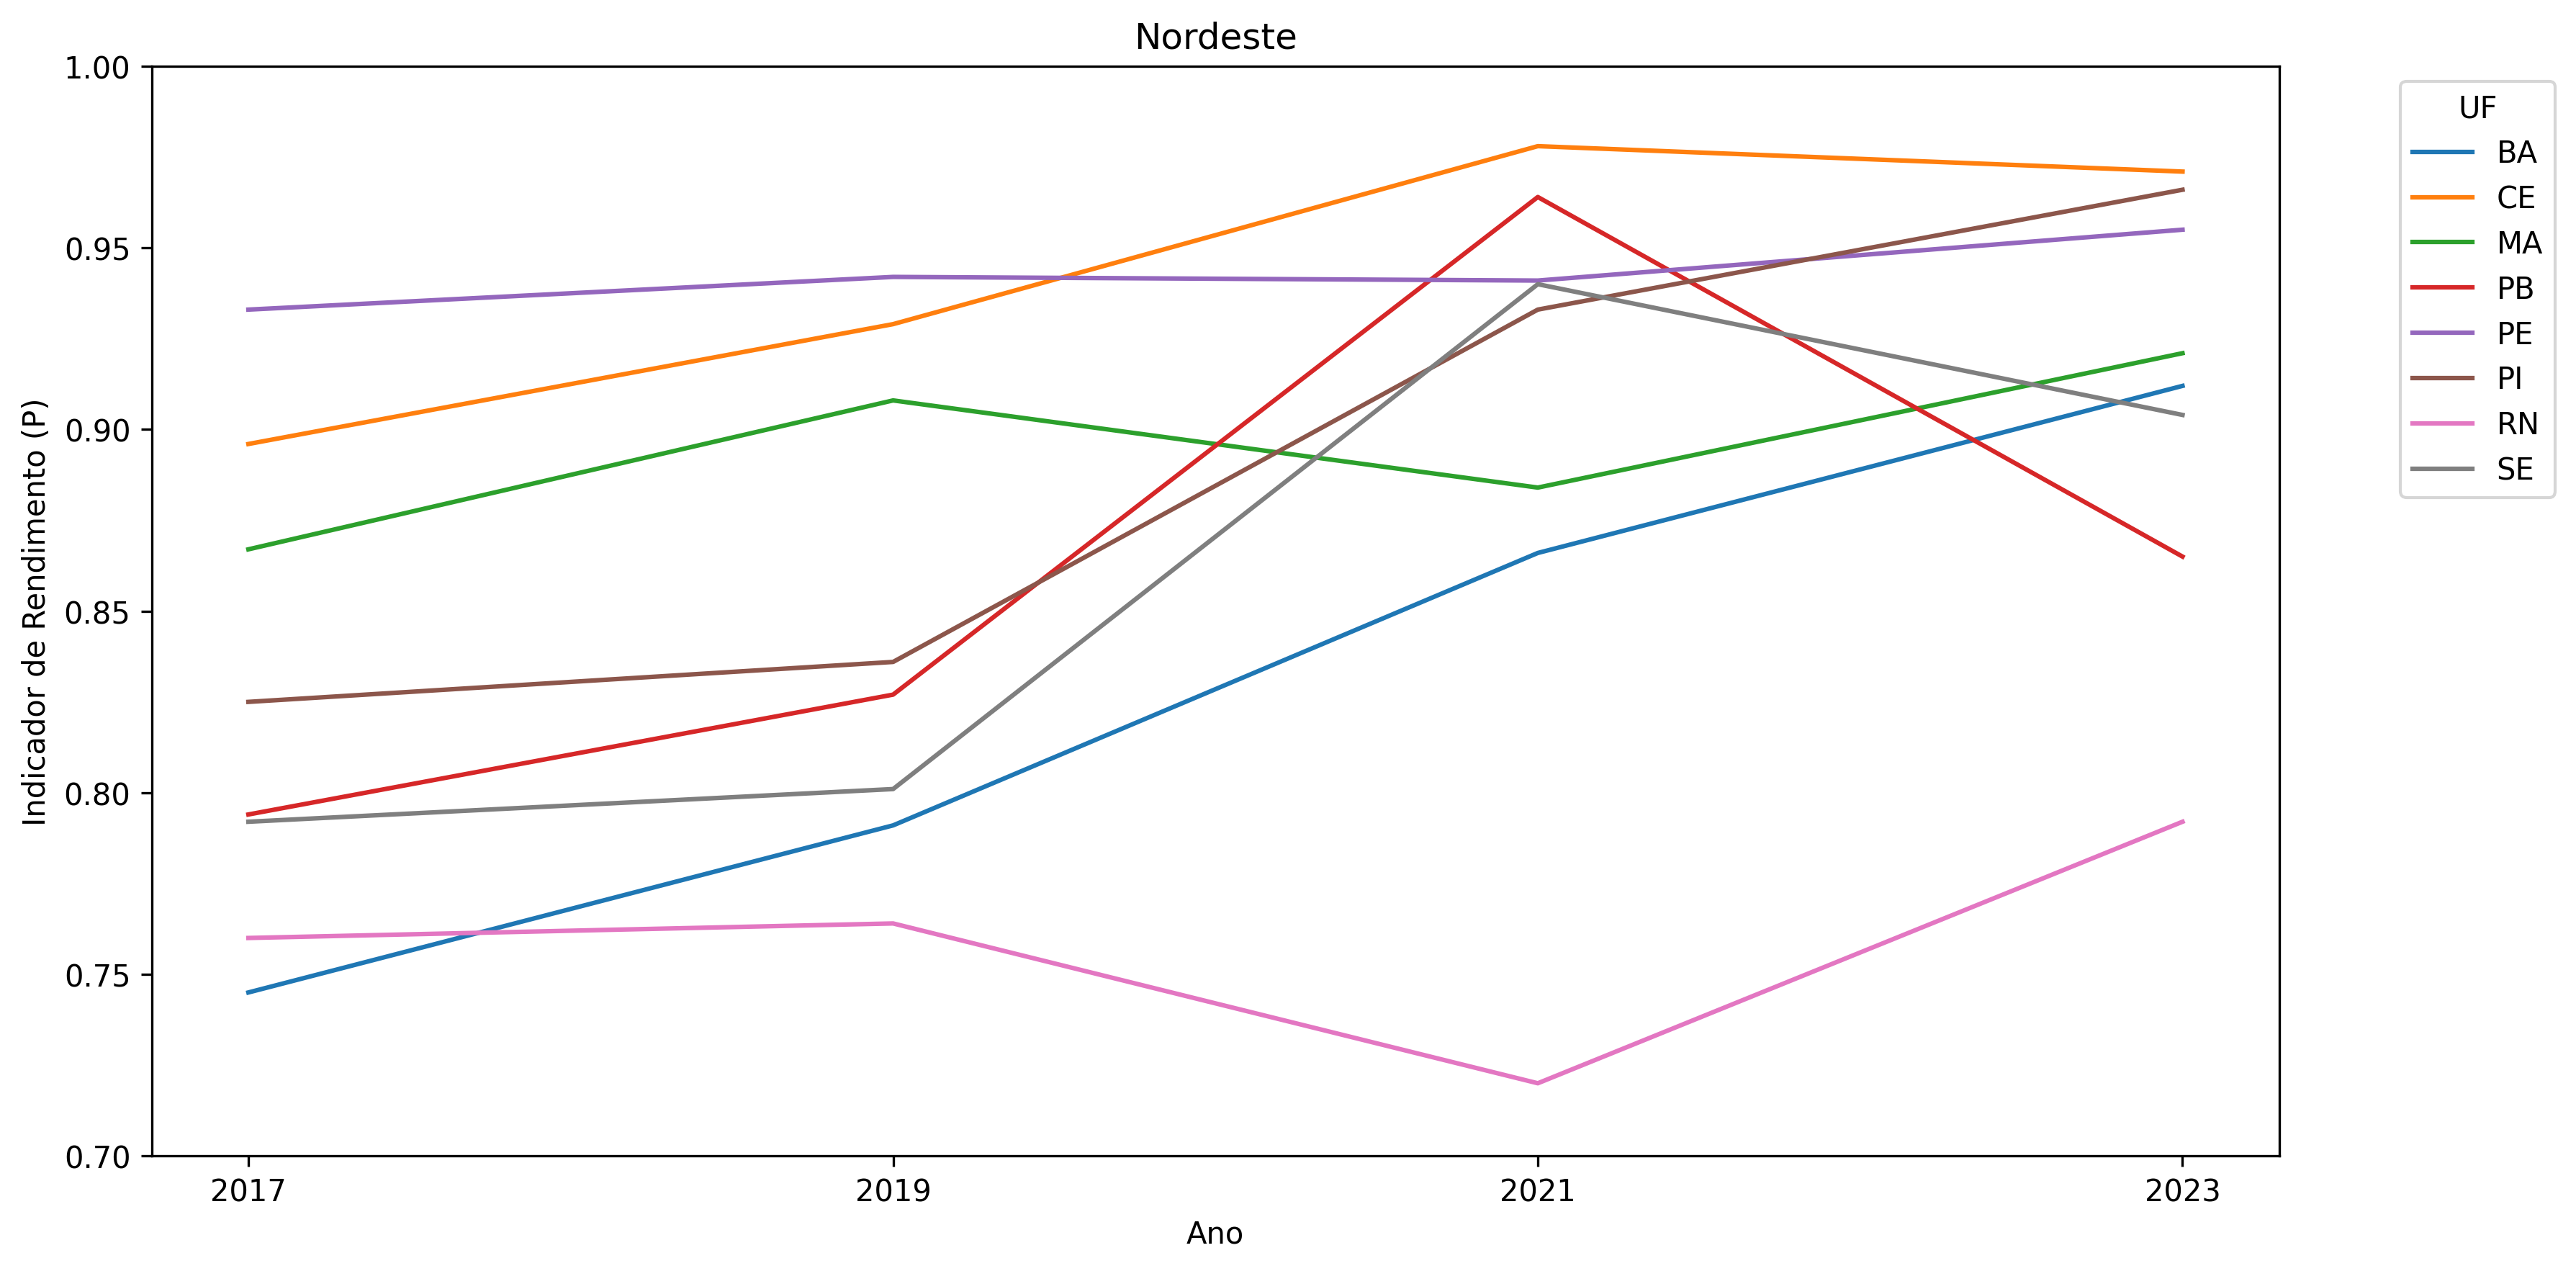 Nordeste
1.00
0.95
0.90
0.85
0.80
0.75
0.70
Indicador de Rendimento (P)
2017
2019
2021
2023
Ano
UF
BA
CE
MA
PB
PE
PI
RN
SE